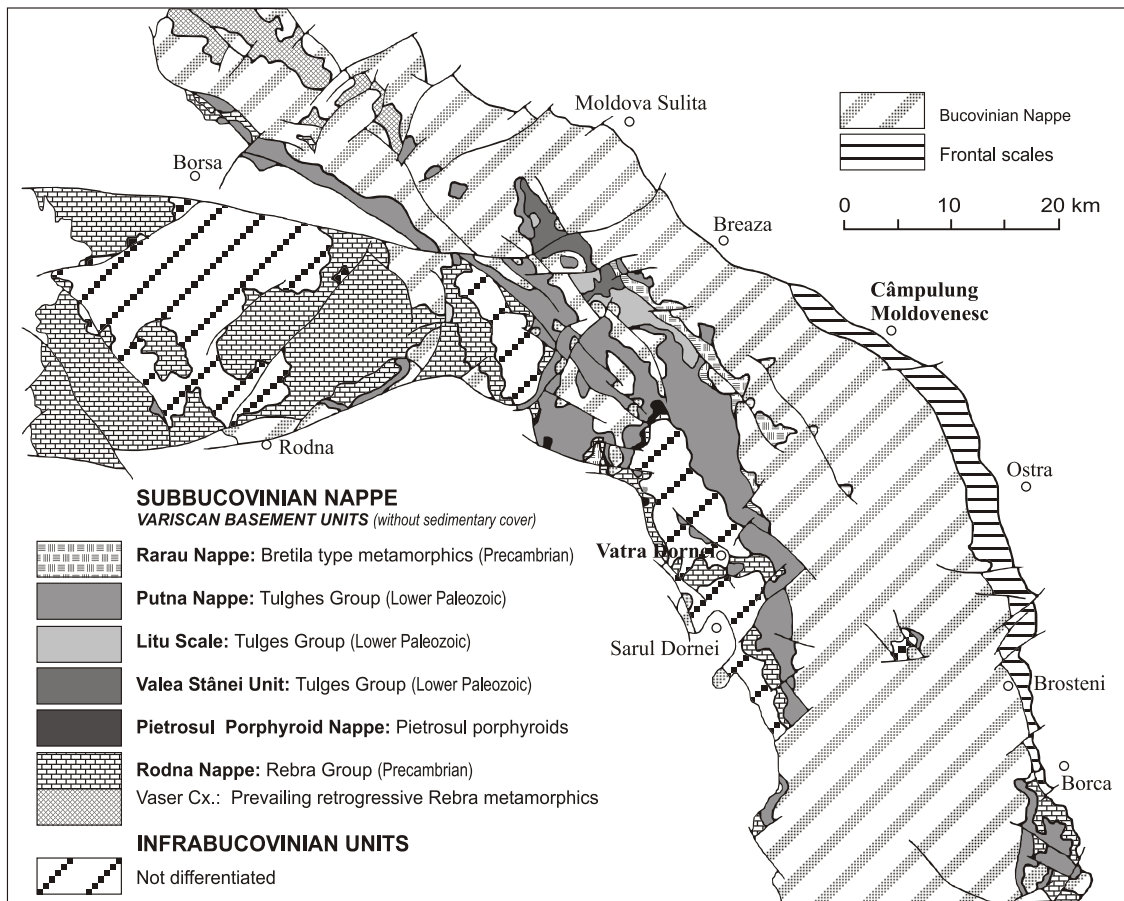 Moldova Sulita
Bucovinian Nappe
Frontal scales
Borsa
0 10 20 km
Breaza
Câmpulung
Moldovenesc
Rodna
Ostra
SUBBUCOVINIAN NAPPE
VARISCAN BASEMENT UNITS (without sedimentary cover)
Rarau Nappe: Bretila type metamorphics (Precambrian)
Vatra Dornei
Putna Nappe: Tulghes Group (Lower Paleozoic)
Litu Scale: Tulges Group (Lower Paleozoic)
Sarul Dornei
Valea Stânei Unit: Tulges Group (Lower Paleozoic)
Brosteni
Pietrosul Porphyroid Nappe: Pietrosul porphyroids
Rodna Nappe: Rebra Group (Precambrian)
Borca
Vaser Cx.: Prevailing retrogressive Rebra metamorphics
INFRABUCOVINIAN UNITS
Not differentiated